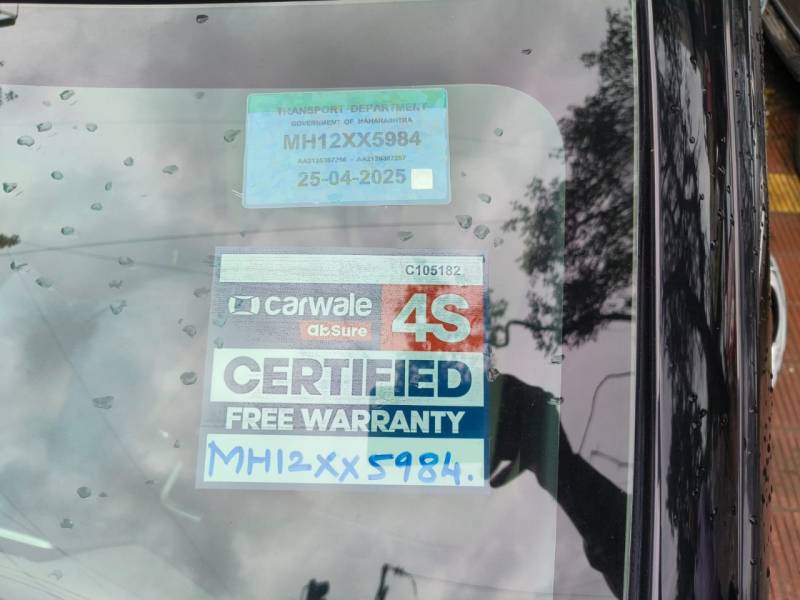 TRANSPORT DEPARTMENT
GOVERNMENT OF MAHARASHTRA
MH12XX5984
25-04-2025
C105182
carwale
abSure
4S
CERTIFIED
FREE WARRANTY
MH12XX5984.